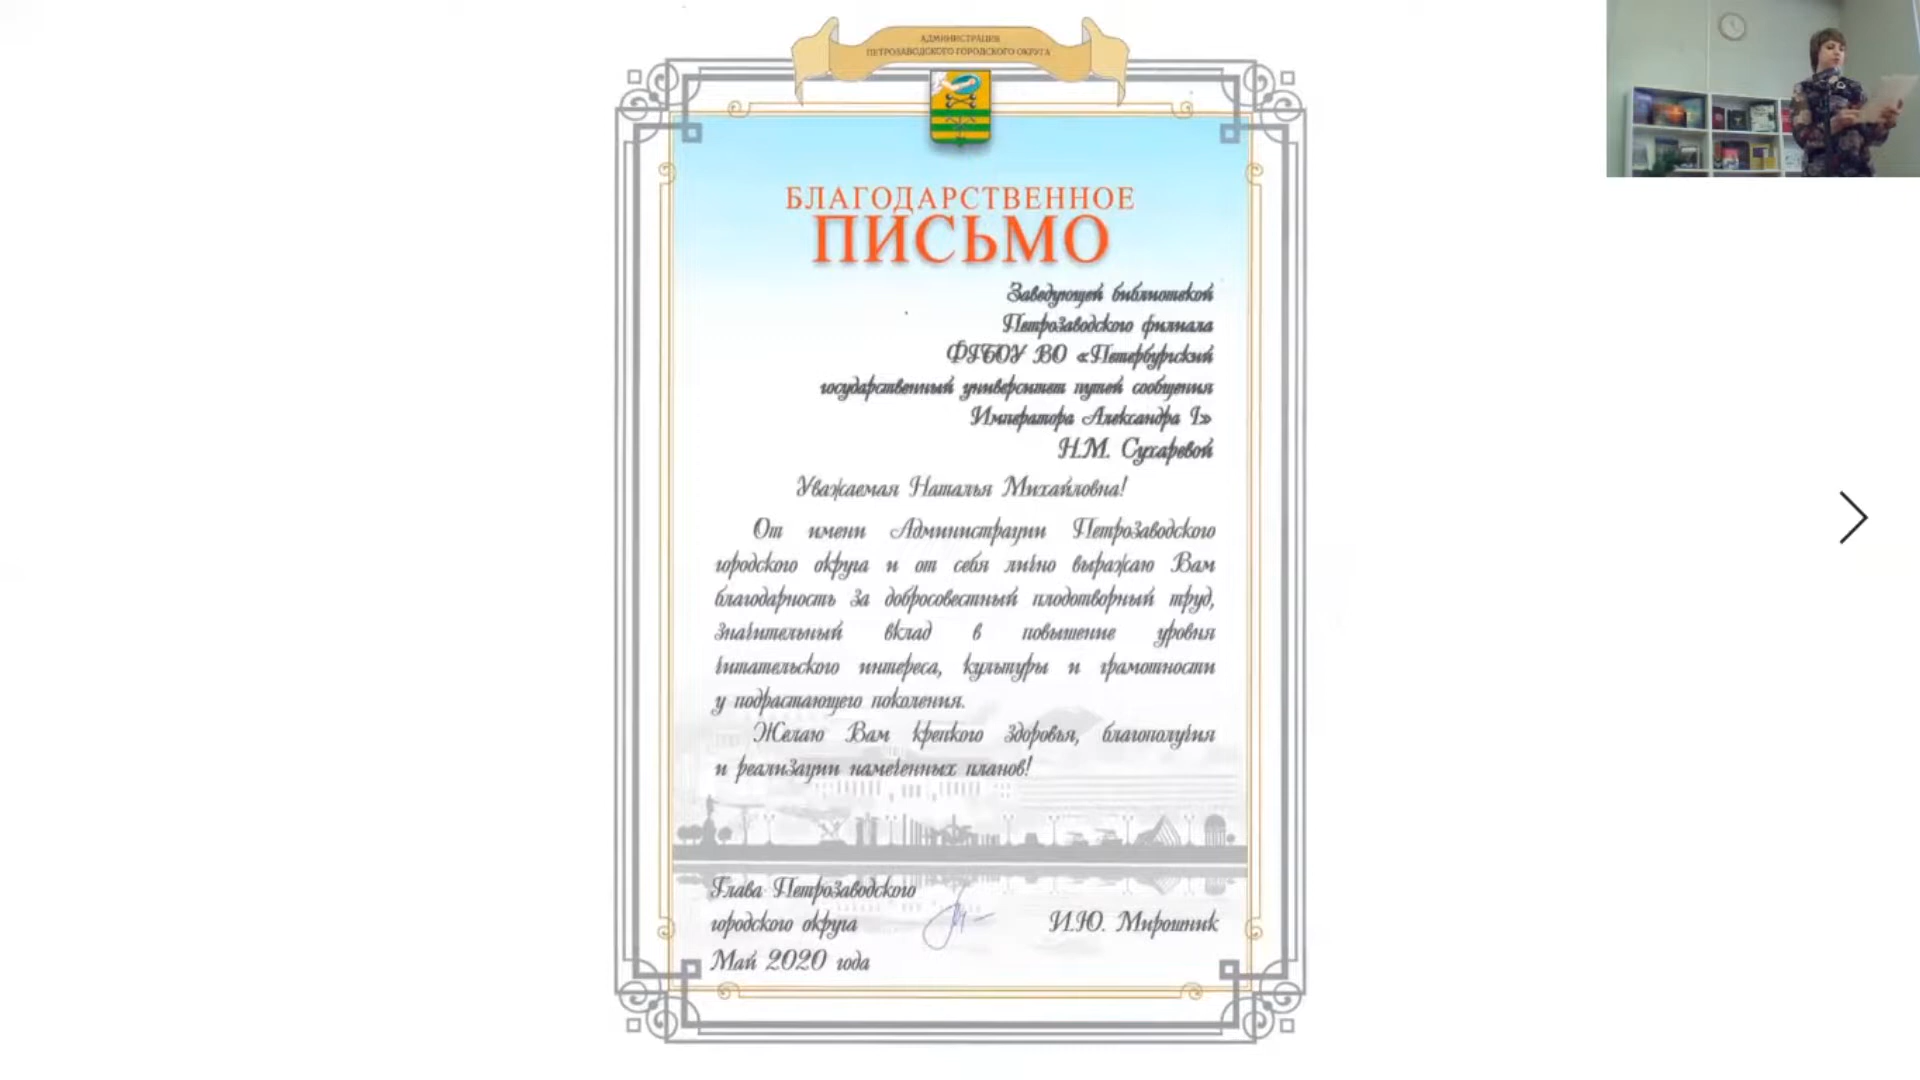 АДМИНИСТРАЦИЯ
ПЕТРОЗАВОДСКОГО ГОРОДСКОГО ОКРУГА
БЛАГОДАРСТВЕННОЕ
ПИСЬМО
Заведующей библиотекой
Петрозаводского филиала
ФГБОУ ВО «Петербургский
государственный университет путей сообщения
Императора Александра I»
Н.М. Сухаревой
Уважаемая Наталья Михайловна!
От имени Администрации Петрозаводского
городского округа и от себя лично выражаю Вам
благодарность за добросовестный плодотворный труд,
значительный вклад в повышение уровня
читательского интереса, культуры и грамотности
у подрастающего поколения.
Желаю Вам крепкого здоровья, благополучия
и реализации намеченных планов!
Глава Петрозаводского
городского округа И.Ю. Мирошник
Май 2020 года